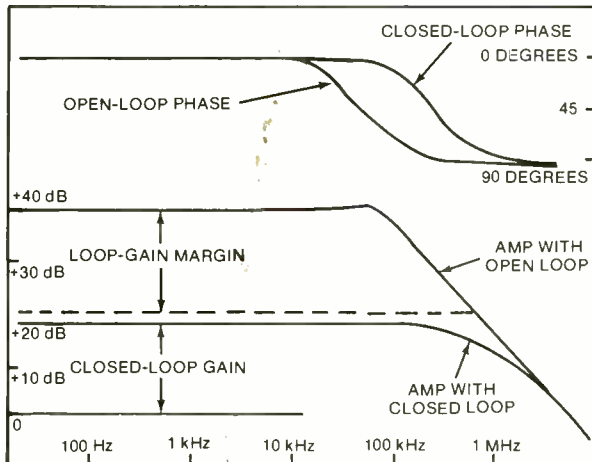 CLOSED-LOOP PHASE
0 DEGREES
OPEN-LOOP PHASE
45
90 DEGREES
+40 dB
LOOP-GAIN MARGIN
AMP WITH
OPEN LOOP
+30 dB
+20 dB
CLOSED-LOOP GAIN
+10 dB
AMP WITH
CLOSED LOOP
0
100 Hz
1 kHz
10 kHz
100 kHz
1 MHz